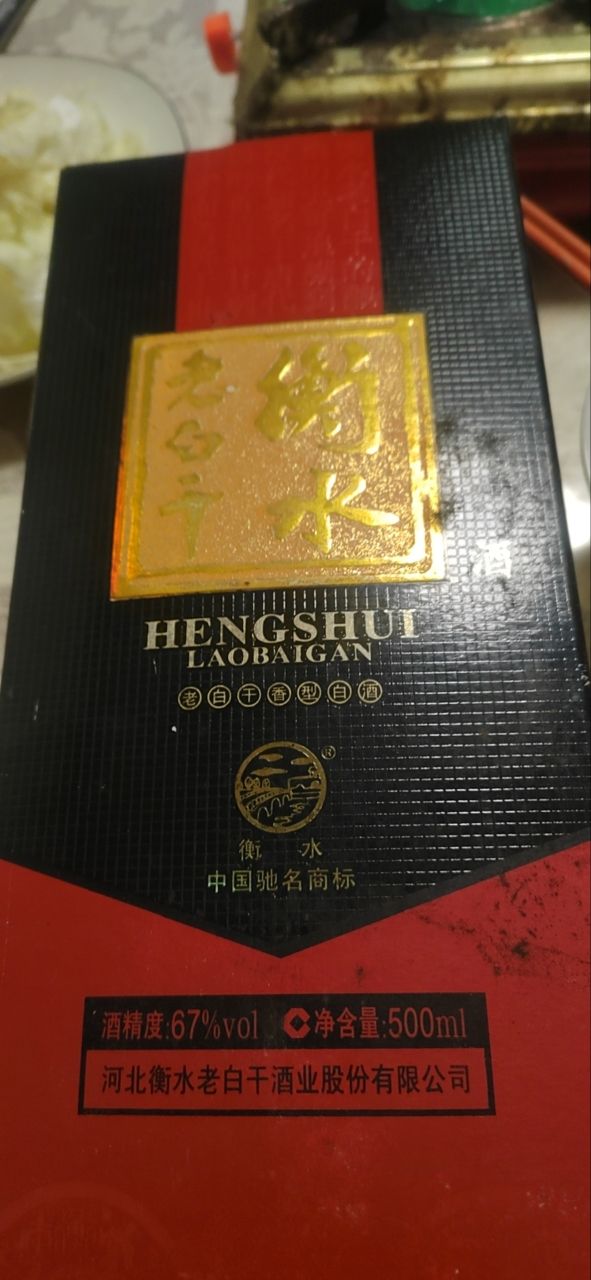 衡水
老白干
酒
HENGSHUI
LAOBAIGAN
老白干香型白酒
®
衡 水
中国驰名商标
酒精度:67%vol 净含量:500ml
河北衡水老白干酒业股份有限公司